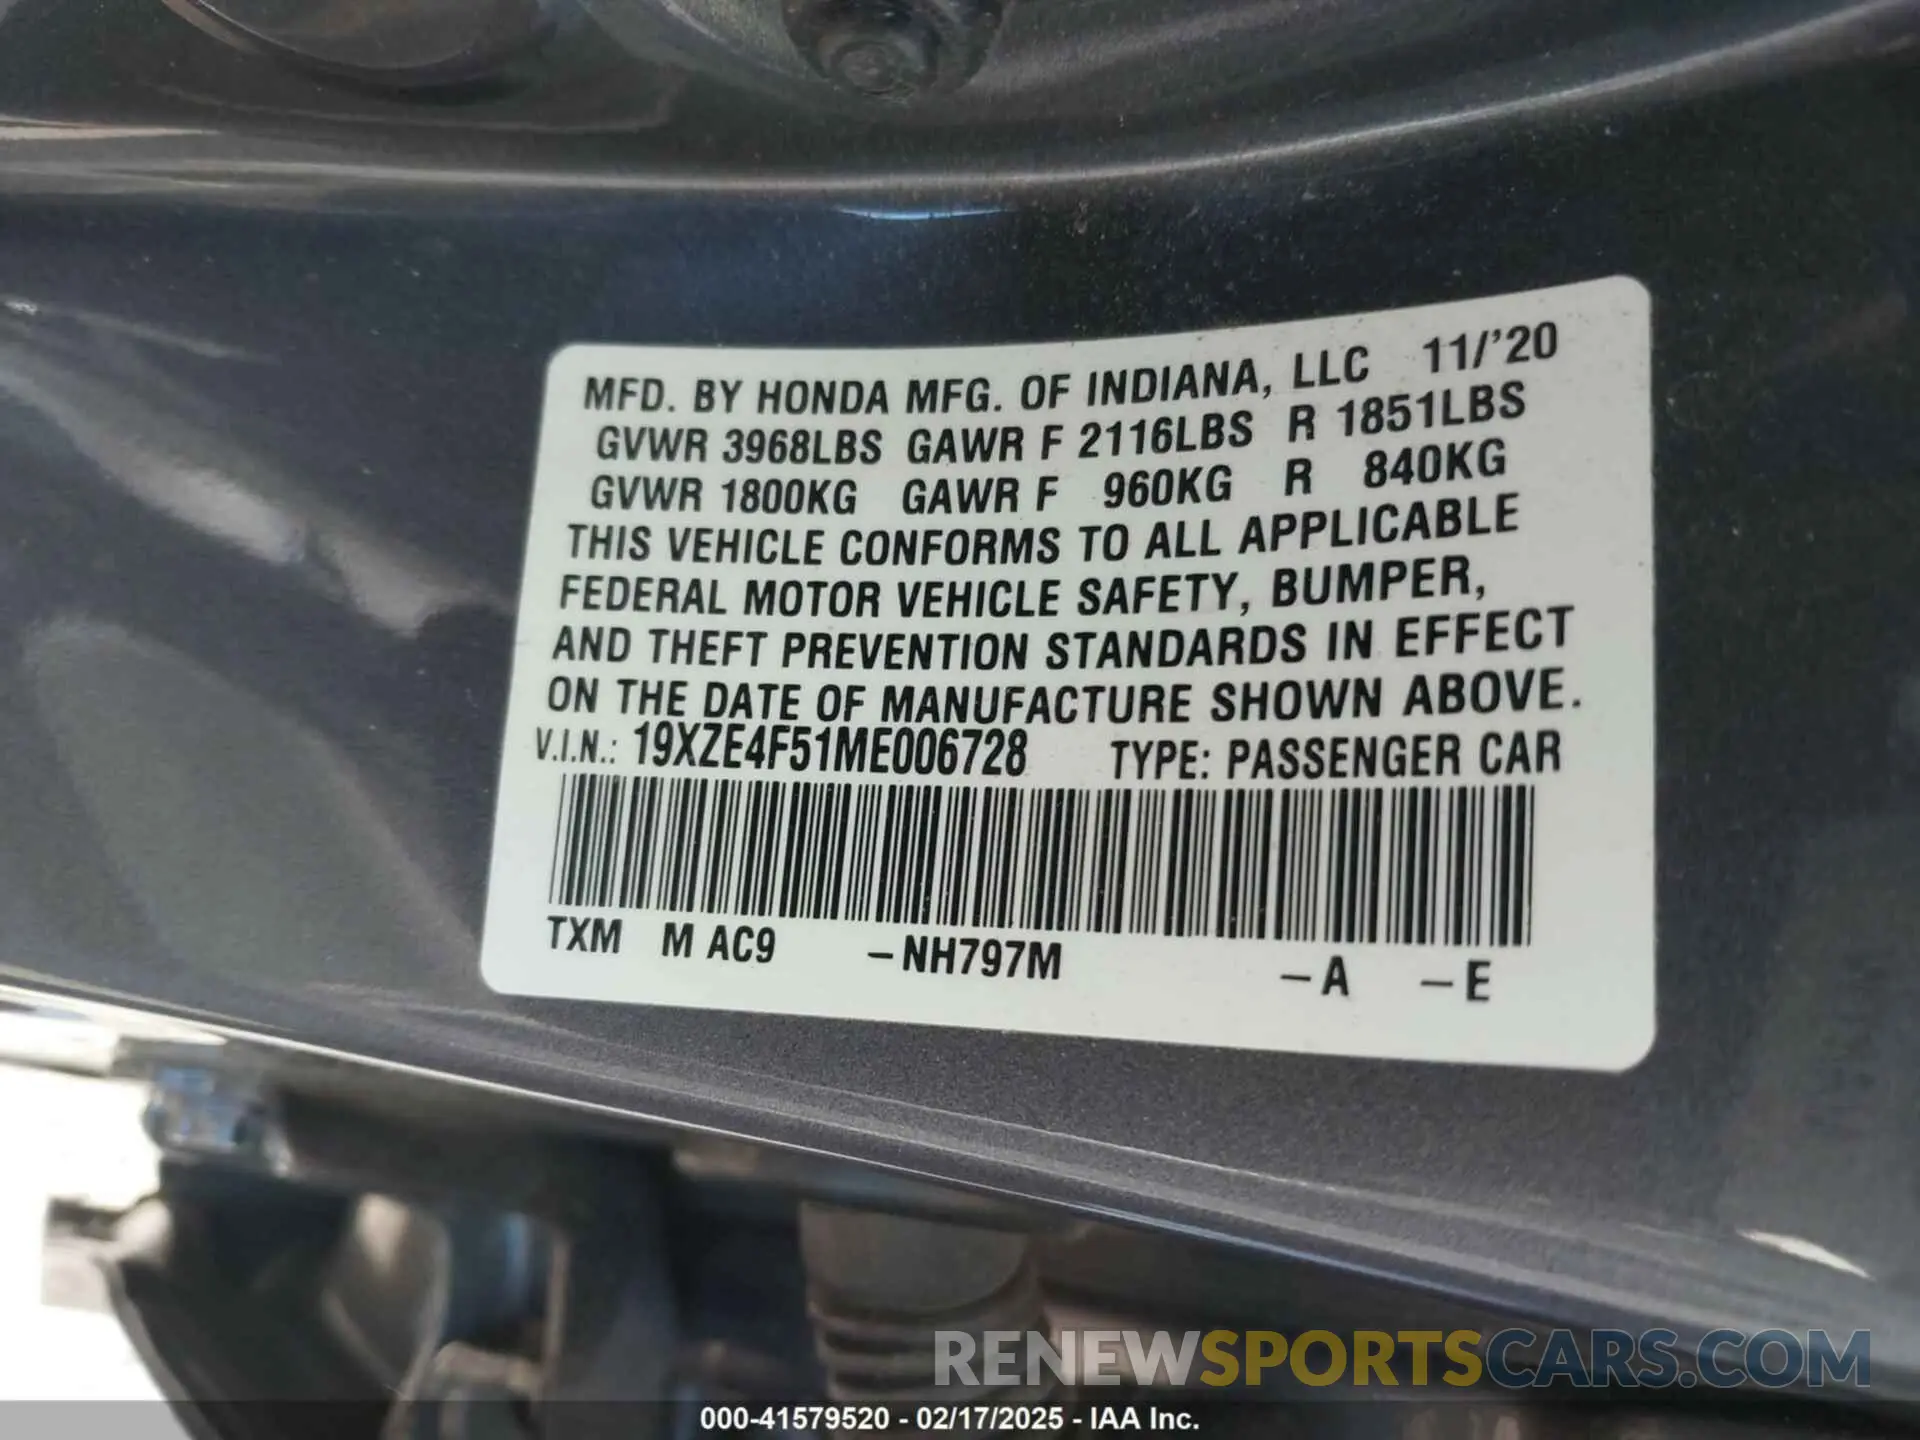 MFD. BY HONDA MFG. OF INDIANA, LLC 11/'20
GVWR 3968LBS GAWR F 2116LBS R 1851LBS
GVWR 1800KG GAWR F 960KG R 840KG
THIS VEHICLE CONFORMS TO ALL APPLICABLE
FEDERAL MOTOR VEHICLE SAFETY, BUMPER,
AND THEFT PREVENTION STANDARDS IN EFFECT
ON THE DATE OF MANUFACTURE SHOWN ABOVE.
V.I.N.: 19XZE4F51ME006728 TYPE: PASSENGER CAR
TXM M AC9 –NH797M –A –E
RENEWSPORTSCARS.COM
000-41579520 - 02/17/2025 - IAA Inc.